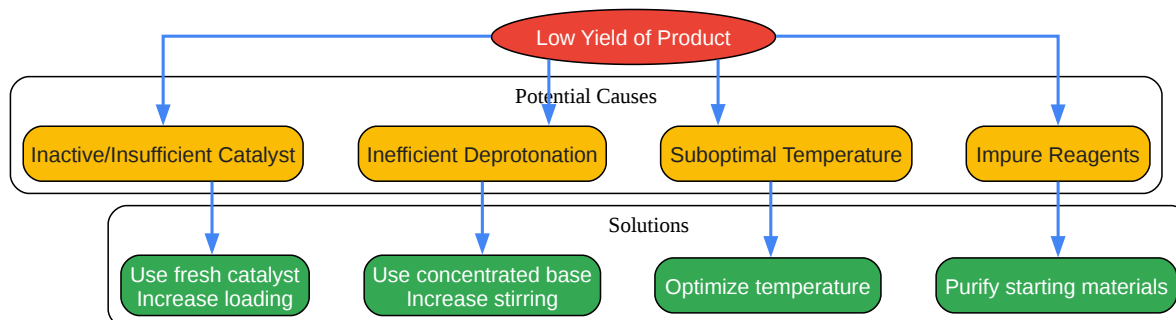 Low Yield of Product
Potential Causes
Inactive/Insufficient Catalyst
Inefficient Deprotonation
Suboptimal Temperature
Impure Reagents
Solutions
Use fresh catalyst
Increase loading
Use concentrated base
Increase stirring
Optimize temperature
Purify starting materials